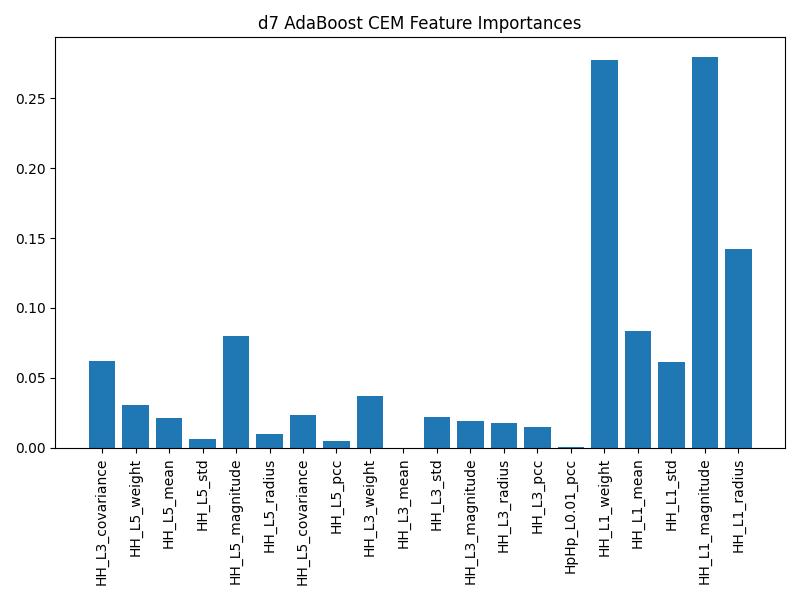 d7 AdaBoost CEM Feature Importances
0.25
0.20
0.15
0.10
0.05
0.00
HH_L3_covariance
HH_L5_weight
HH_L5_mean
HH_L5_std
HH_L5_magnitude
HH_L5_radius
HH_L5_covariance
HH_L5_pcc
HH_L3_weight
HH_L3_mean
HH_L3_std
HH_L3_magnitude
HH_L3_radius
HH_L3_pcc
HpHp_L0.01_pcc
HH_L1_weight
HH_L1_mean
HH_L1_std
HH_L1_magnitude
HH_L1_radius